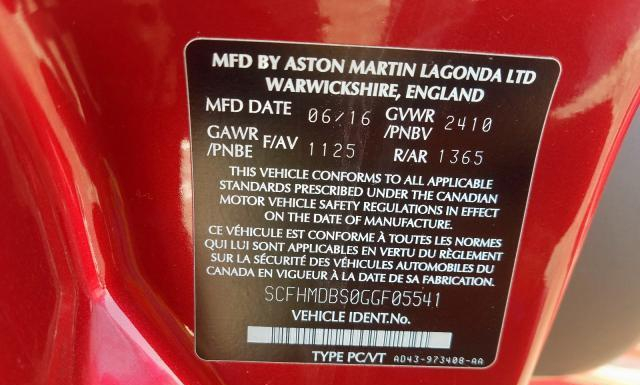 MFD BY ASTON MARTIN LAGONDA LTD
WARWICKSHIRE, ENGLAND
MFD DATE 06/16 GVWR /PNBV 2410
GAWR /PNBE F/AV 1125 R/AR 1365
THIS VEHICLE CONFORMS TO ALL APPLICABLE
STANDARDS PRESCRIBED UNDER THE CANADIAN
MOTOR VEHICLE SAFETY REGULATIONS IN EFFECT
ON THE DATE OF MANUFACTURE.
CE VÉHICULE EST CONFORME À TOUTES LES NORMES
QUI LUI SONT APPLICABLES EN VERTU DU RÈGLEMENT
SUR LA SÉCURITÉ DES VÉHICULES AUTOMOBILES DU
CANADA EN VIGUEUR À LA DATE DE SA FABRICATION.
SCFHMDBS0GGF05541
VEHICLE IDENT.No.
TYPE PC/VT AD43-973408-AA